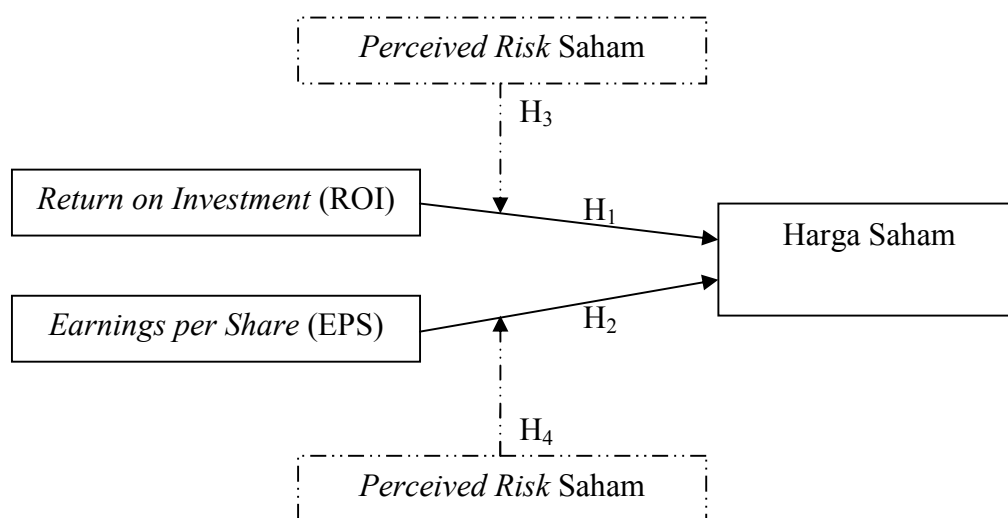 Perceived Risk Saham
H3
Return on Investment (ROI)
H1
Harga Saham
Earnings per Share (EPS)
H2
H4
Perceived Risk Saham